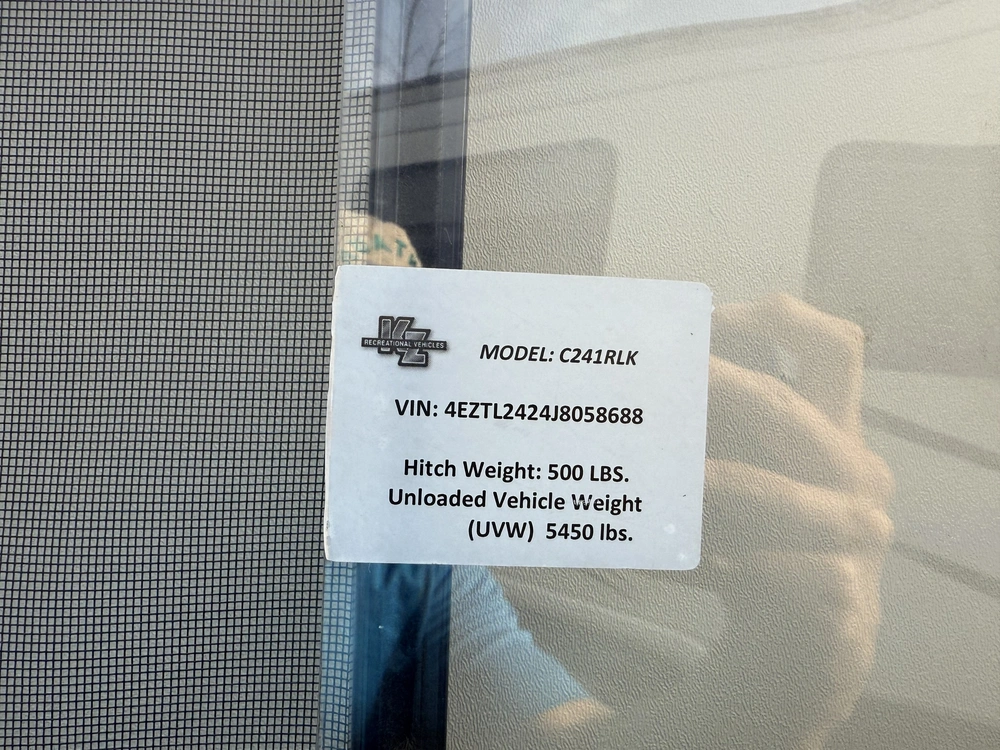 KZ
RECREATIONAL VEHICLES
MODEL: C241RLK
VIN: 4EZTL2424J8058688
Hitch Weight: 500 LBS.
Unloaded Vehicle Weight
(UVW) 5450 lbs.